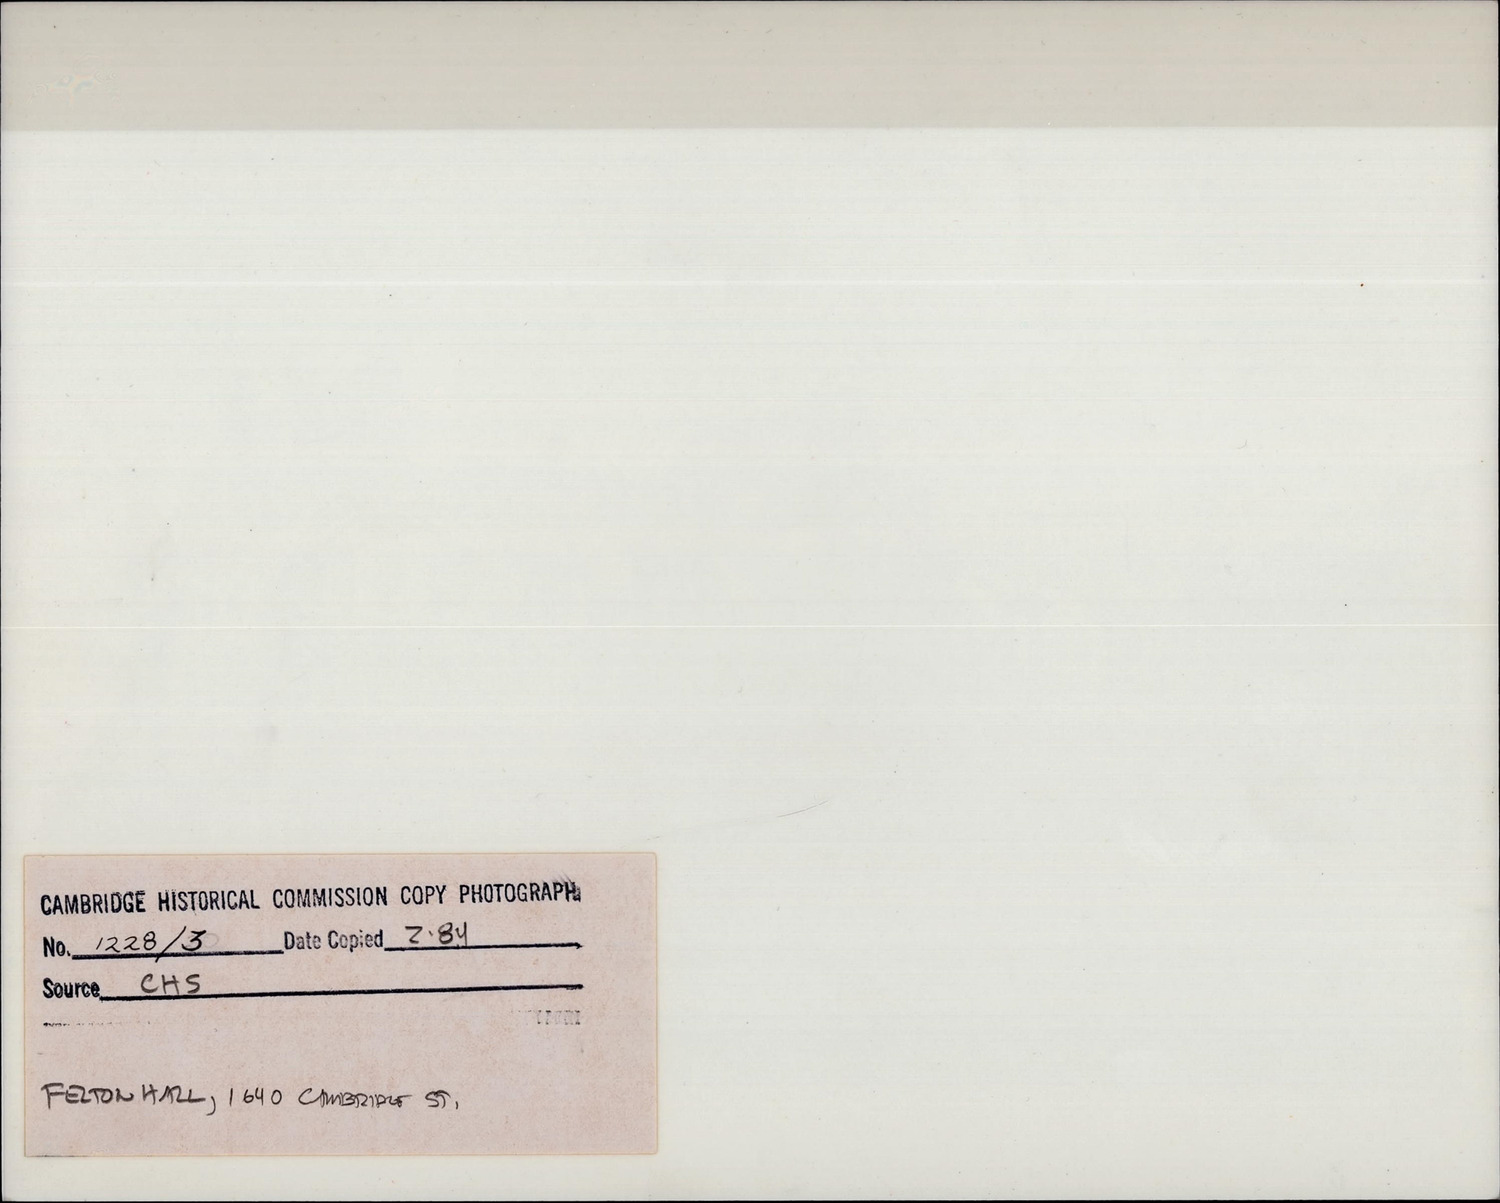 CAMBRIDGE HISTORICAL COMMISSION COPY PHOTOGRAPH
No. 1228/3 Date Copied 2·84
Source CHS
FELTON HALL, 1640 CAMBRIDGE ST.